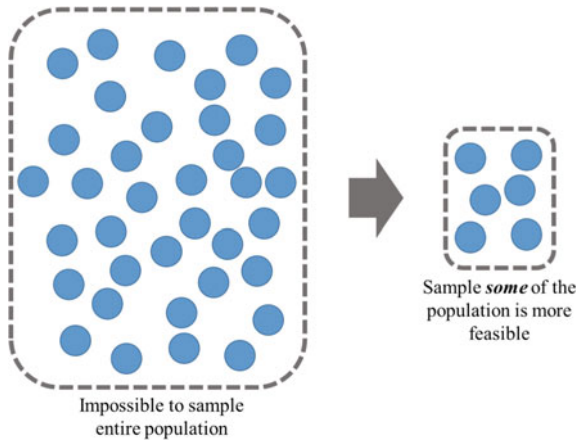 Impossible to sample
entire population
Sample some of the
population is more
feasible